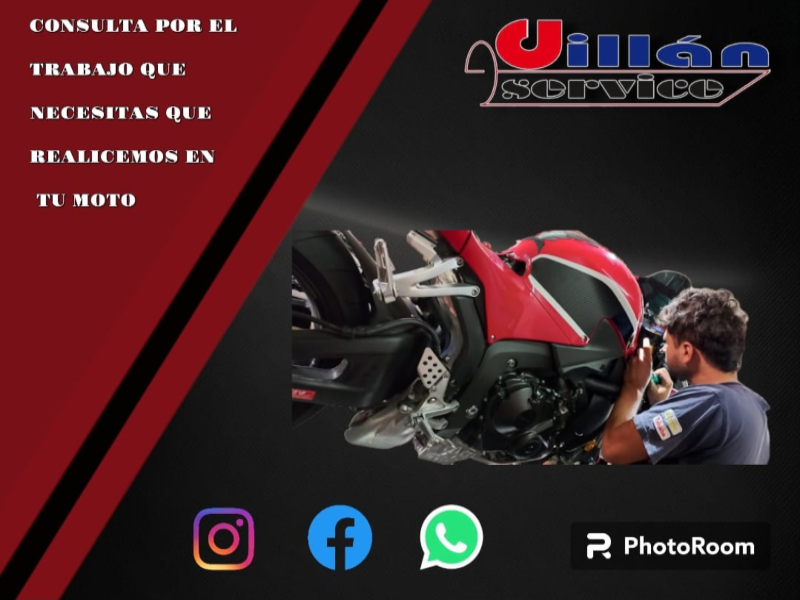 CONSULTA POR EL
TRABAJO QUE
NECESITAS QUE
REALICEMOS EN
TU MOTO
Villán
service
PhotoRoom